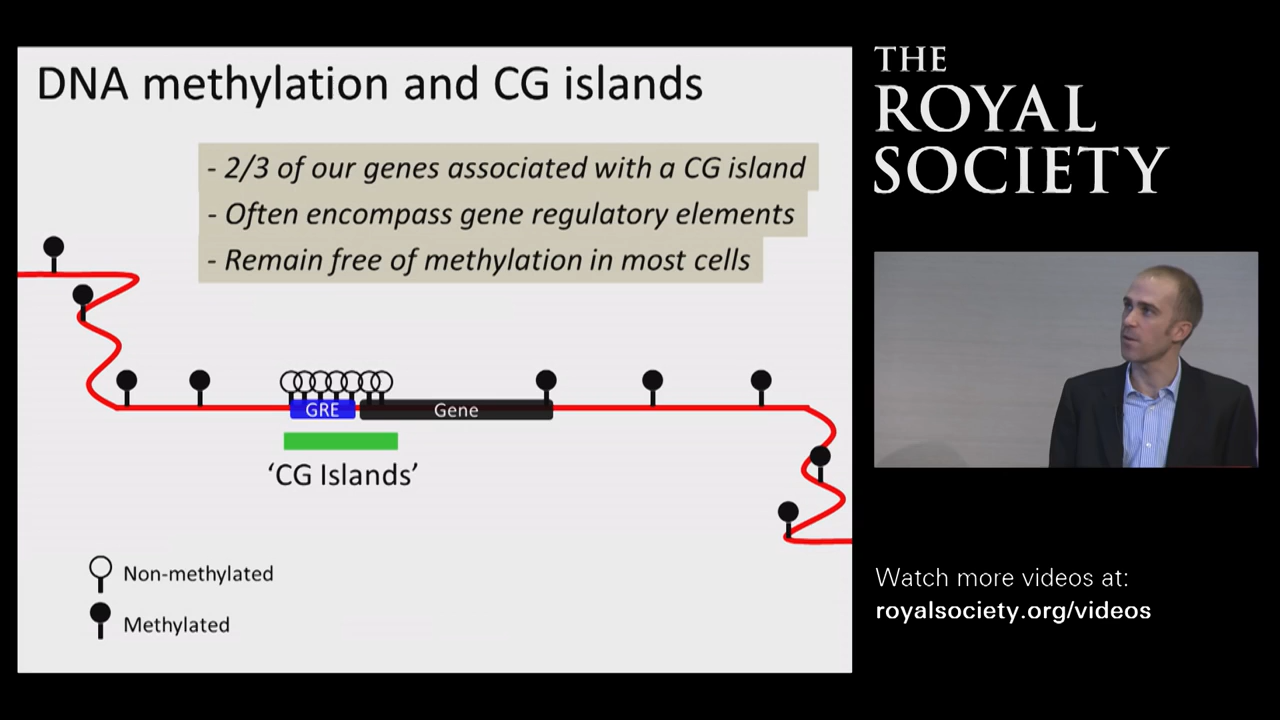 DNA methylation and CG islands
- 2/3 of our genes associated with a CG island
- Often encompass gene regulatory elements
- Remain free of methylation in most cells
GRE
Gene
‘CG Islands’
Non-methylated
Methylated
THE
ROYAL
SOCIETY
Watch more videos at:
royalsociety.org/videos